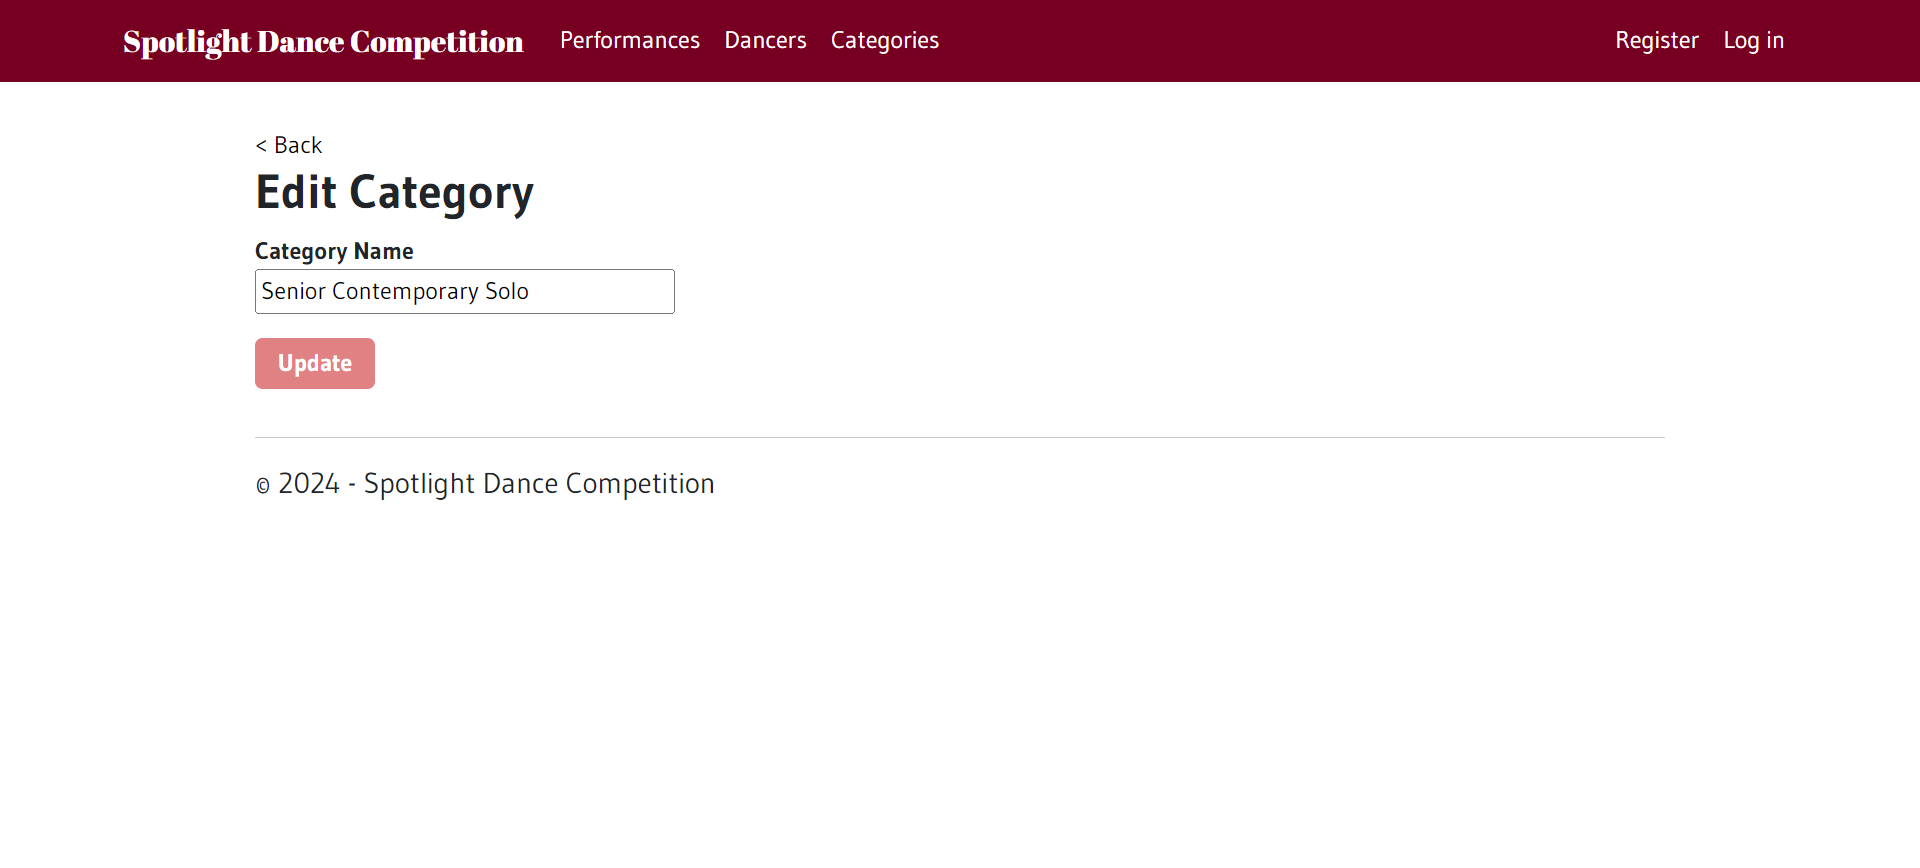 Spotlight Dance Competition Performances Dancers Categories Register Log in
< Back
Edit Category
Category Name
Senior Contemporary Solo
Update
© 2024 - Spotlight Dance Competition